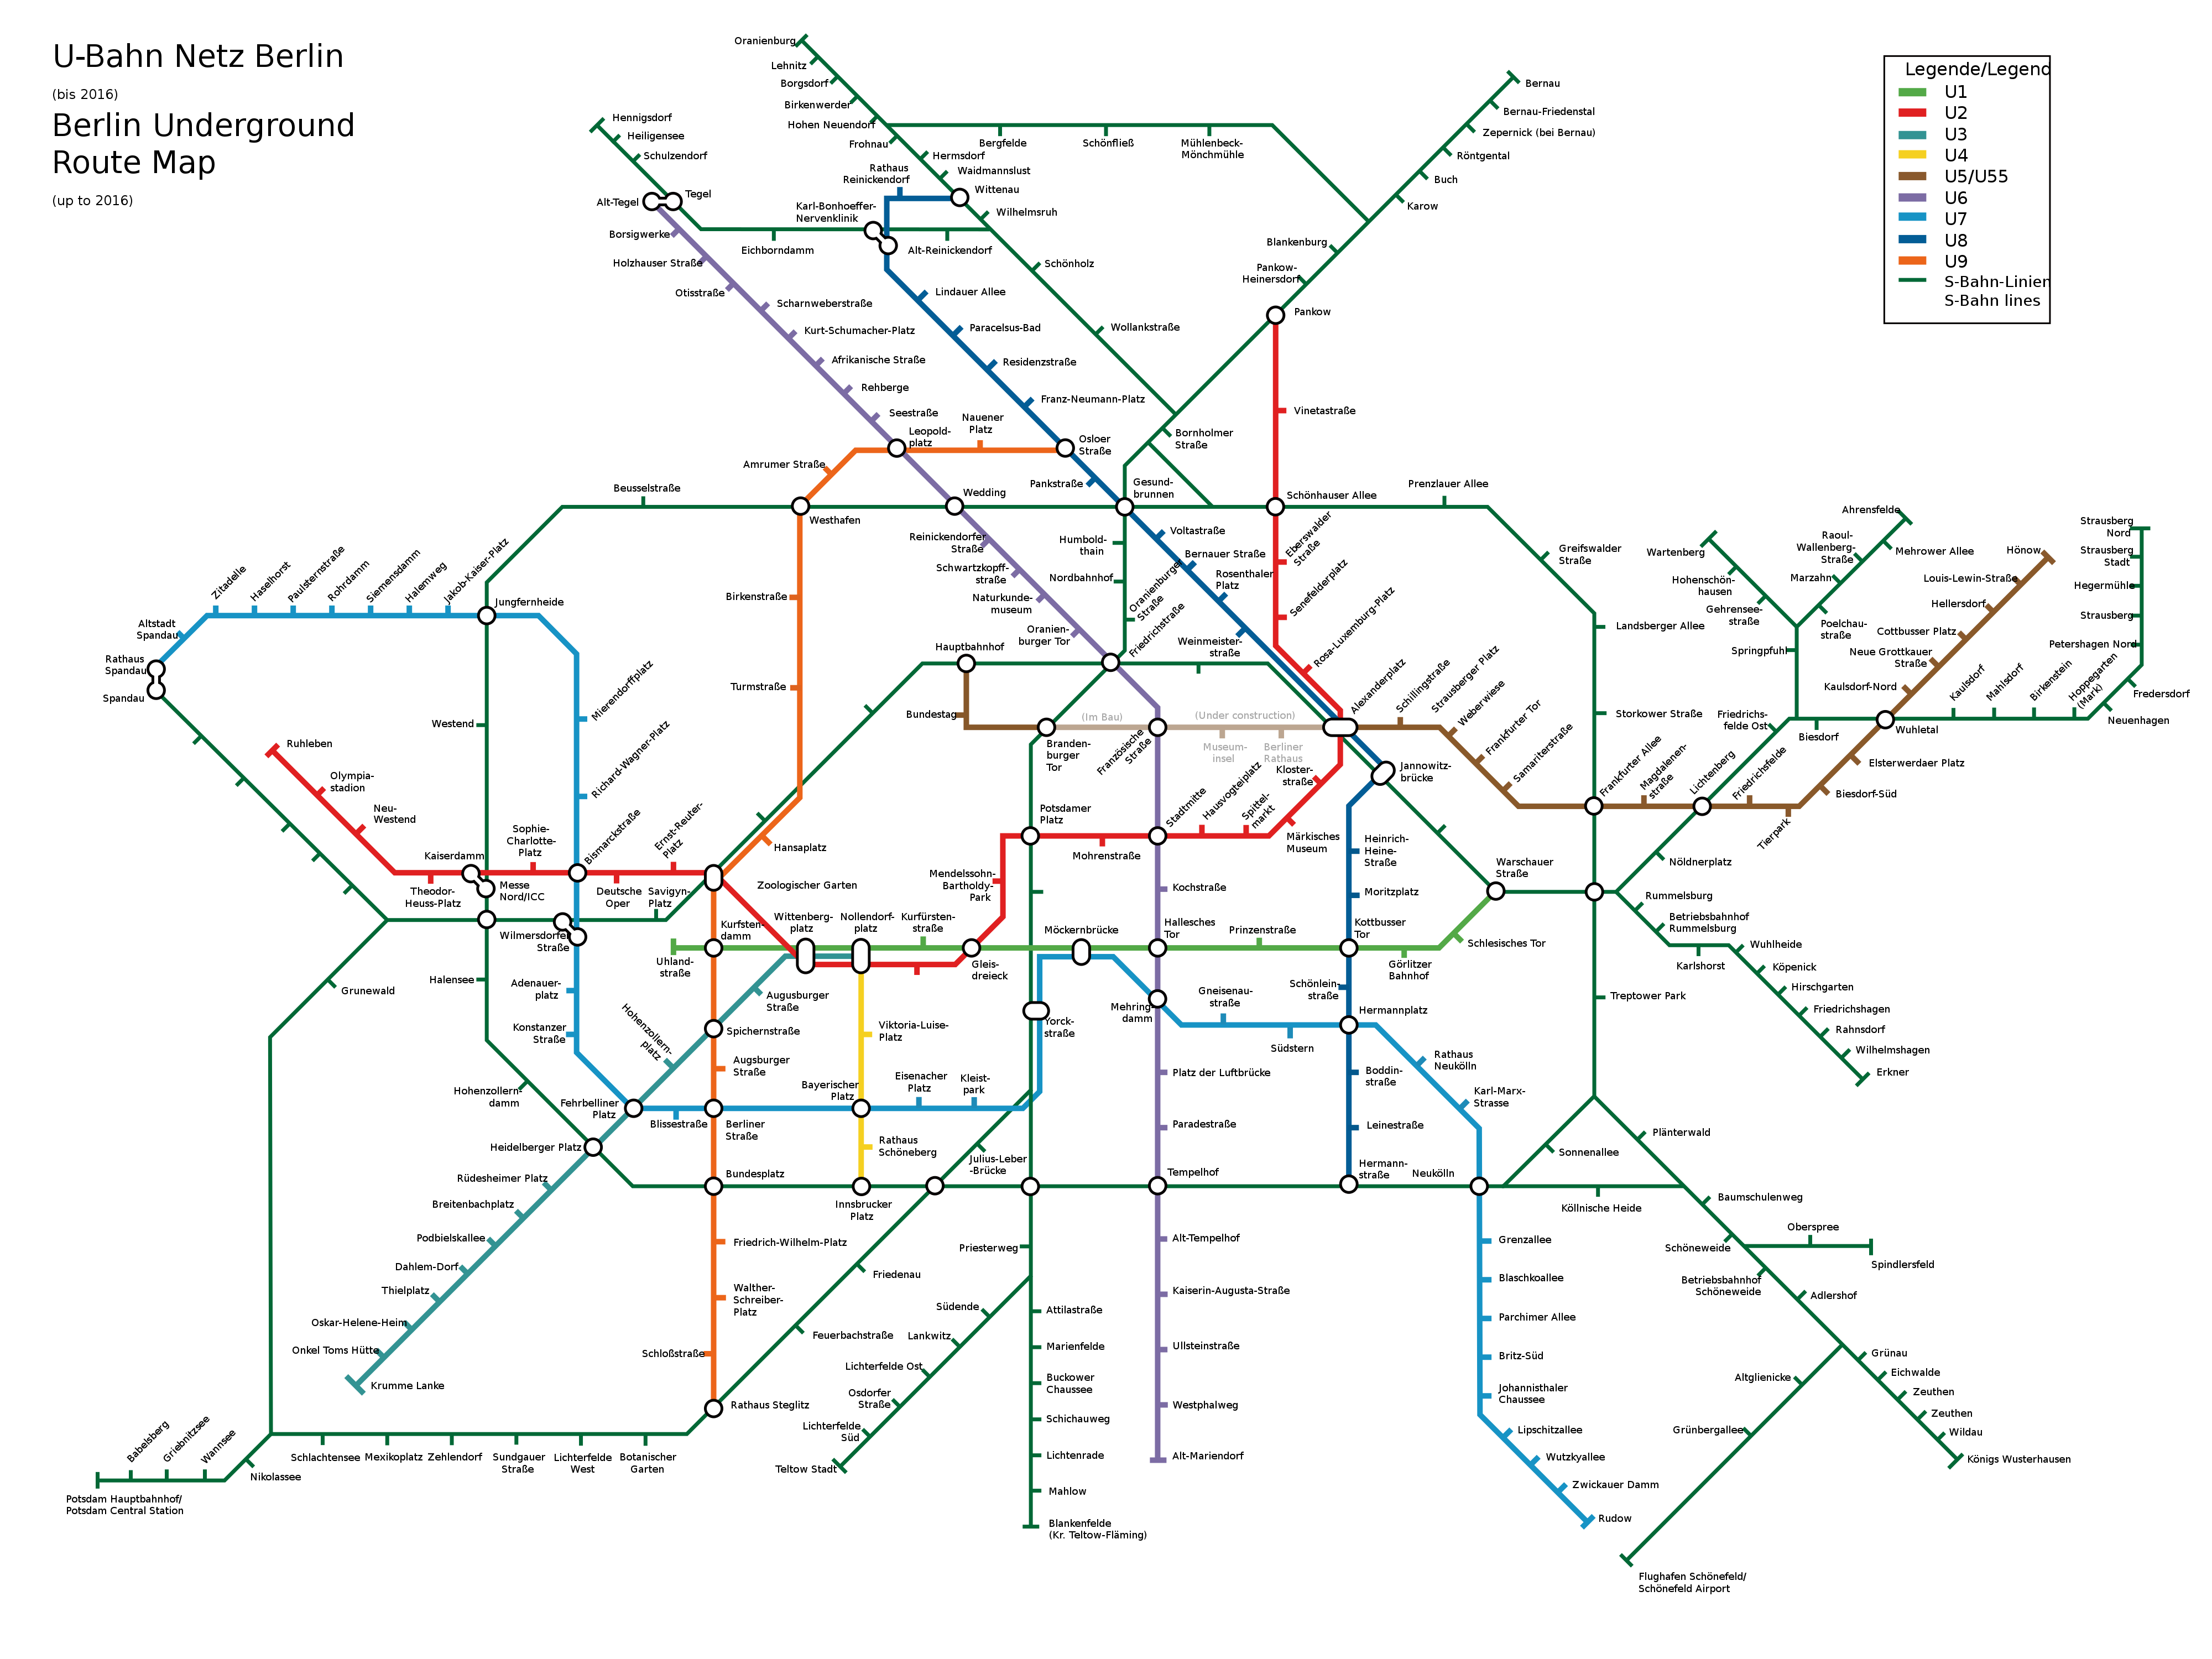 U-Bahn Netz Berlin
(bis 2016)
Berlin Underground
Route Map
(up to 2016)
Legende/Legend
U1
U2
U3
U4
U5/U55
U6
U7
U8
U9
S-Bahn-Linien
S-Bahn lines
Oranienburg
Lehnitz
Borgsdorf
Birkenwerder
Hohen Neuendorf
Frohnau
Hermsdorf
Waidmannslust
Wittenau
Wilhelmsruh
Schönholz
Wollankstraße
Bergfelde
Schönfließ
Mühlenbeck-
Mönchmühle
Bernau
Bernau-Friedenstal
Zepernick (bei Bernau)
Röntgental
Buch
Karow
Blankenburg
Pankow-
Heinersdorf
Pankow
Hennigsdorf
Heiligensee
Schulzendorf
Tegel
Alt-Tegel
Eichborndamm
Karl-Bonhoeffer-
Nervenklinik
Alt-Reinickendorf
Rathaus
Reinickendorf
Borsigwerke
Holzhauser Straße
Otisstraße
Scharnweberstraße
Kurt-Schumacher-Platz
Afrikanische Straße
Rehberge
Seestraße
Leopold-
platz
Nauener
Platz
Osloer
Straße
Lindauer Allee
Paracelsus-Bad
Residenzstraße
Franz-Neumann-Platz
Pankstraße
Amrumer Straße
Vinetastraße
Bornholmer
Straße
Gesund-
brunnen
Schönhauser Allee
Prenzlauer Allee
Beusselstraße
Westhafen
Wedding
Reinickendorfer
Straße
Schwartzkopff-
straße
Naturkunde-
museum
Oranien-
burger Tor
Humbold-
thain
Nordbahnhof
Oranienburger
Straße
Friedrichstraße
Voltastraße
Bernauer Straße
Rosenthaler
Platz
Weinmeister-
straße
Eberswalder
Straße
Senefelderplatz
Rosa-Luxemburg-Platz
Alexanderplatz
Greifswalder
Straße
Landsberger Allee
Storkower Straße
Wartenberg
Hohenschön-
hausen
Gehrensee-
straße
Springpfuhl
Ahrensfelde
Mehrower Allee
Raoul-
Wallenberg-
Straße
Marzahn
Poelchau-
straße
Hönow
Louis-Lewin-Straße
Hellersdorf
Cottbusser Platz
Neue Grottkauer
Straße
Kaulsdorf-Nord
Wuhletal
Strausberg
Nord
Strausberg
Stadt
Hegermühle
Strausberg
Petershagen Nord
Fredersdorf
Neuenhagen
Hoppegarten
(Mark)
Birkenstein
Mahlsdorf
Kaulsdorf
Biesdorf
Friedrichs-
felde Ost
Zitadelle
Haselhorst
Paulsternstraße
Rohrdamm
Siemensdamm
Halemweg
Jakob-Kaiser-Platz
Jungfernheide
Altstadt
Spandau
Rathaus
Spandau
Spandau
Mierendorffplatz
Richard-Wagner-Platz
Westend
Birkenstraße
Turmstraße
Hansaplatz
Hauptbahnhof
Bundestag
Branden-
burger
Tor
(Im Bau)
(Under construction)
Museum-
insel
Berliner
Rathaus
Französische
Straße
Schillingstraße
Strausberger Platz
Weberwiese
Frankfurter Tor
Samariterstraße
Frankfurter Allee
Magdalenen-
straße
Lichtenberg
Friedrichsfelde
Tierpark
Biesdorf-Süd
Elsterwerdaer Platz
Ruhleben
Olympia-
stadion
Neu-
Westend
Theodor-
Heuss-Platz
Kaiserdamm
Messe
Nord/ICC
Sophie-
Charlotte-
Platz
Bismarckstraße
Deutsche
Oper
Ernst-Reuter-
Platz
Savigyn-
Platz
Zoologischer Garten
Wilmersdorfer
Straße
Potsdamer
Platz
Mendelssohn-
Bartholdy-
Park
Mohrenstraße
Stadtmitte
Hausvogteiplatz
Spittel-
markt
Märkisches
Museum
Kloster-
straße
Jannowitz-
brücke
Heinrich-
Heine-
Straße
Moritzplatz
Kottbusser
Tor
Warschauer
Straße
Schlesisches Tor
Görlitzer
Bahnhof
Prinzenstraße
Hallesches
Tor
Kochstraße
Möckernbrücke
Gleis-
dreieck
Kurfürsten-
straße
Nollendorf-
platz
Wittenberg-
platz
Kurfsten-
damm
Uhland-
straße
Nöldnerplatz
Rummelsburg
Betriebsbahnhof
Rummelsburg
Karlshorst
Wuhlheide
Köpenick
Hirschgarten
Friedrichshagen
Rahnsdorf
Wilhelmshagen
Erkner
Treptower Park
Grunewald
Halensee
Adenauer-
platz
Konstanzer
Straße
Hohenzollern-
damm
Fehrbelliner
Platz
Hohenzollern-
platz
Augusburger
Straße
Spichernstraße
Augsburger
Straße
Viktoria-Luise-
Platz
Bayerischer
Platz
Eisenacher
Platz
Kleist-
park
Yorck-
straße
Mehring-
damm
Gneisenau-
straße
Südstern
Schönlein-
straße
Hermannplatz
Rathaus
Neukölln
Karl-Marx-
Strasse
Boddin-
straße
Leinestraße
Hermann-
straße
Neukölln
Platz der Luftbrücke
Paradestraße
Tempelhof
Blissestraße
Berliner
Straße
Rathaus
Schöneberg
Innsbrucker
Platz
Julius-Leber
-Brücke
Bundesplatz
Heidelberger Platz
Rüdesheimer Platz
Breitenbachplatz
Podbielskallee
Dahlem-Dorf
Thielplatz
Oskar-Helene-Heim
Onkel Toms Hütte
Krumme Lanke
Friedrich-Wilhelm-Platz
Walther-
Schreiber-
Platz
Schloßstraße
Rathaus Steglitz
Friedenau
Feuerbachstraße
Priesterweg
Südende
Lankwitz
Lichterfelde Ost
Osdorfer
Straße
Lichterfelde
Süd
Teltow Stadt
Attilastraße
Marienfelde
Buckower
Chaussee
Schichauweg
Lichtenrade
Mahlow
Blankenfelde
(Kr. Teltow-Fläming)
Alt-Tempelhof
Kaiserin-Augusta-Straße
Ullsteinstraße
Westphalweg
Alt-Mariendorf
Grenzallee
Blaschkoallee
Parchimer Allee
Britz-Süd
Johannisthaler
Chaussee
Lipschitzallee
Wutzkyallee
Zwickauer Damm
Rudow
Sonnenallee
Plänterwald
Köllnische Heide
Baumschulenweg
Schöneweide
Oberspree
Spindlersfeld
Betriebsbahnhof
Schöneweide
Adlershof
Altglienicke
Grünbergallee
Flughafen Schönefeld/
Schönefeld Airport
Grünau
Eichwalde
Zeuthen
Zeuthen
Wildau
Königs Wusterhausen
Babelsberg
Griebnitzsee
Wannsee
Nikolassee
Potsdam Hauptbahnhof/
Potsdam Central Station
Schlachtensee
Mexikoplatz
Zehlendorf
Sundgauer
Straße
Lichterfelde
West
Botanischer
Garten